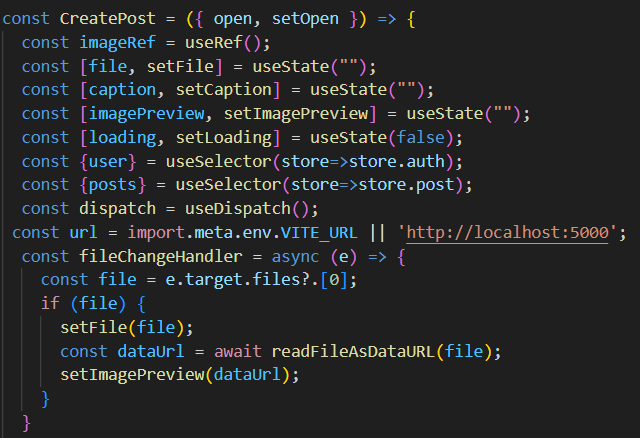 const CreatePost = ({ open, setOpen }) => {
  const imageRef = useRef();
  const [file, setFile] = useState("");
  const [caption, setCaption] = useState("");
  const [imagePreview, setImagePreview] = useState("");
  const [loading, setLoading] = useState(false);
  const {user} = useSelector(store=>store.auth);
  const {posts} = useSelector(store=>store.post);
  const dispatch = useDispatch();
 const url = import.meta.env.VITE_URL || 'http://localhost:5000';
  const fileChangeHandler = async (e) => {
    const file = e.target.files?.[0];
    if (file) {
      setFile(file);
      const dataUrl = await readFileAsDataURL(file);
      setImagePreview(dataUrl);
    }
  }